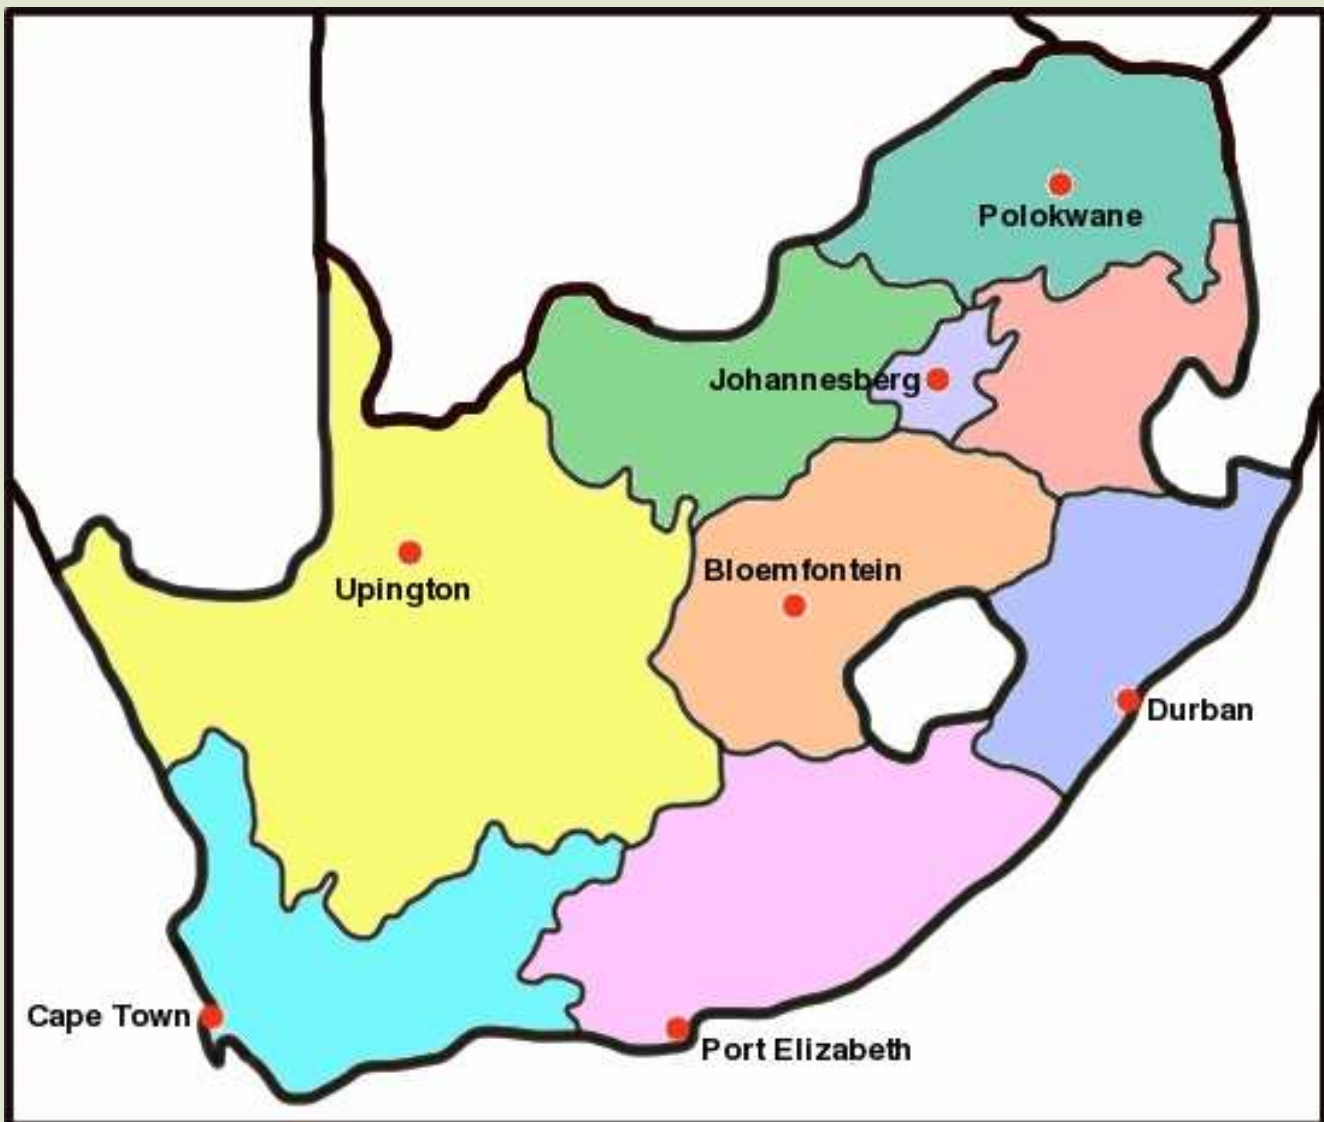 Polokwane
Johannesberg
Upington
Bloemfontein
Durban
Cape Town
Port Elizabeth